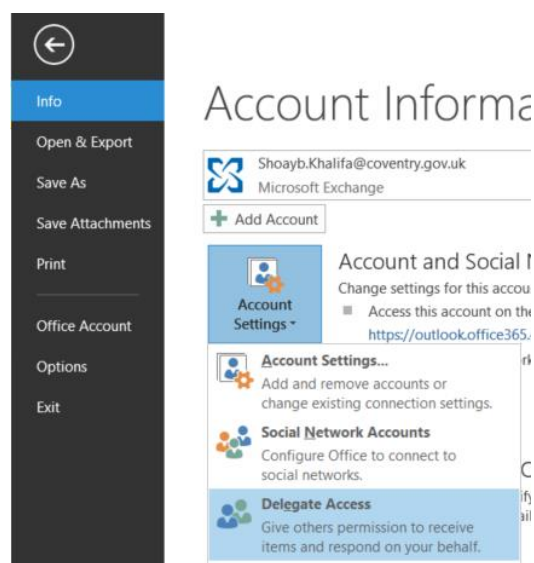 Info
Open & Export
Save As
Save Attachments
Print
Office Account
Options
Exit
Account Informa
Shoayb.Khalifa@coventry.gov.uk
Microsoft Exchange
Add Account
Account
Settings
Account and Social N
Change settings for this accou
Access this account on the
https://outlook.office365.
Account Settings...
Add and remove accounts or
change existing connection settings.
Social Network Accounts
Configure Office to connect to
social networks.
Delegate Access
Give others permission to receive
items and respond on your behalf.